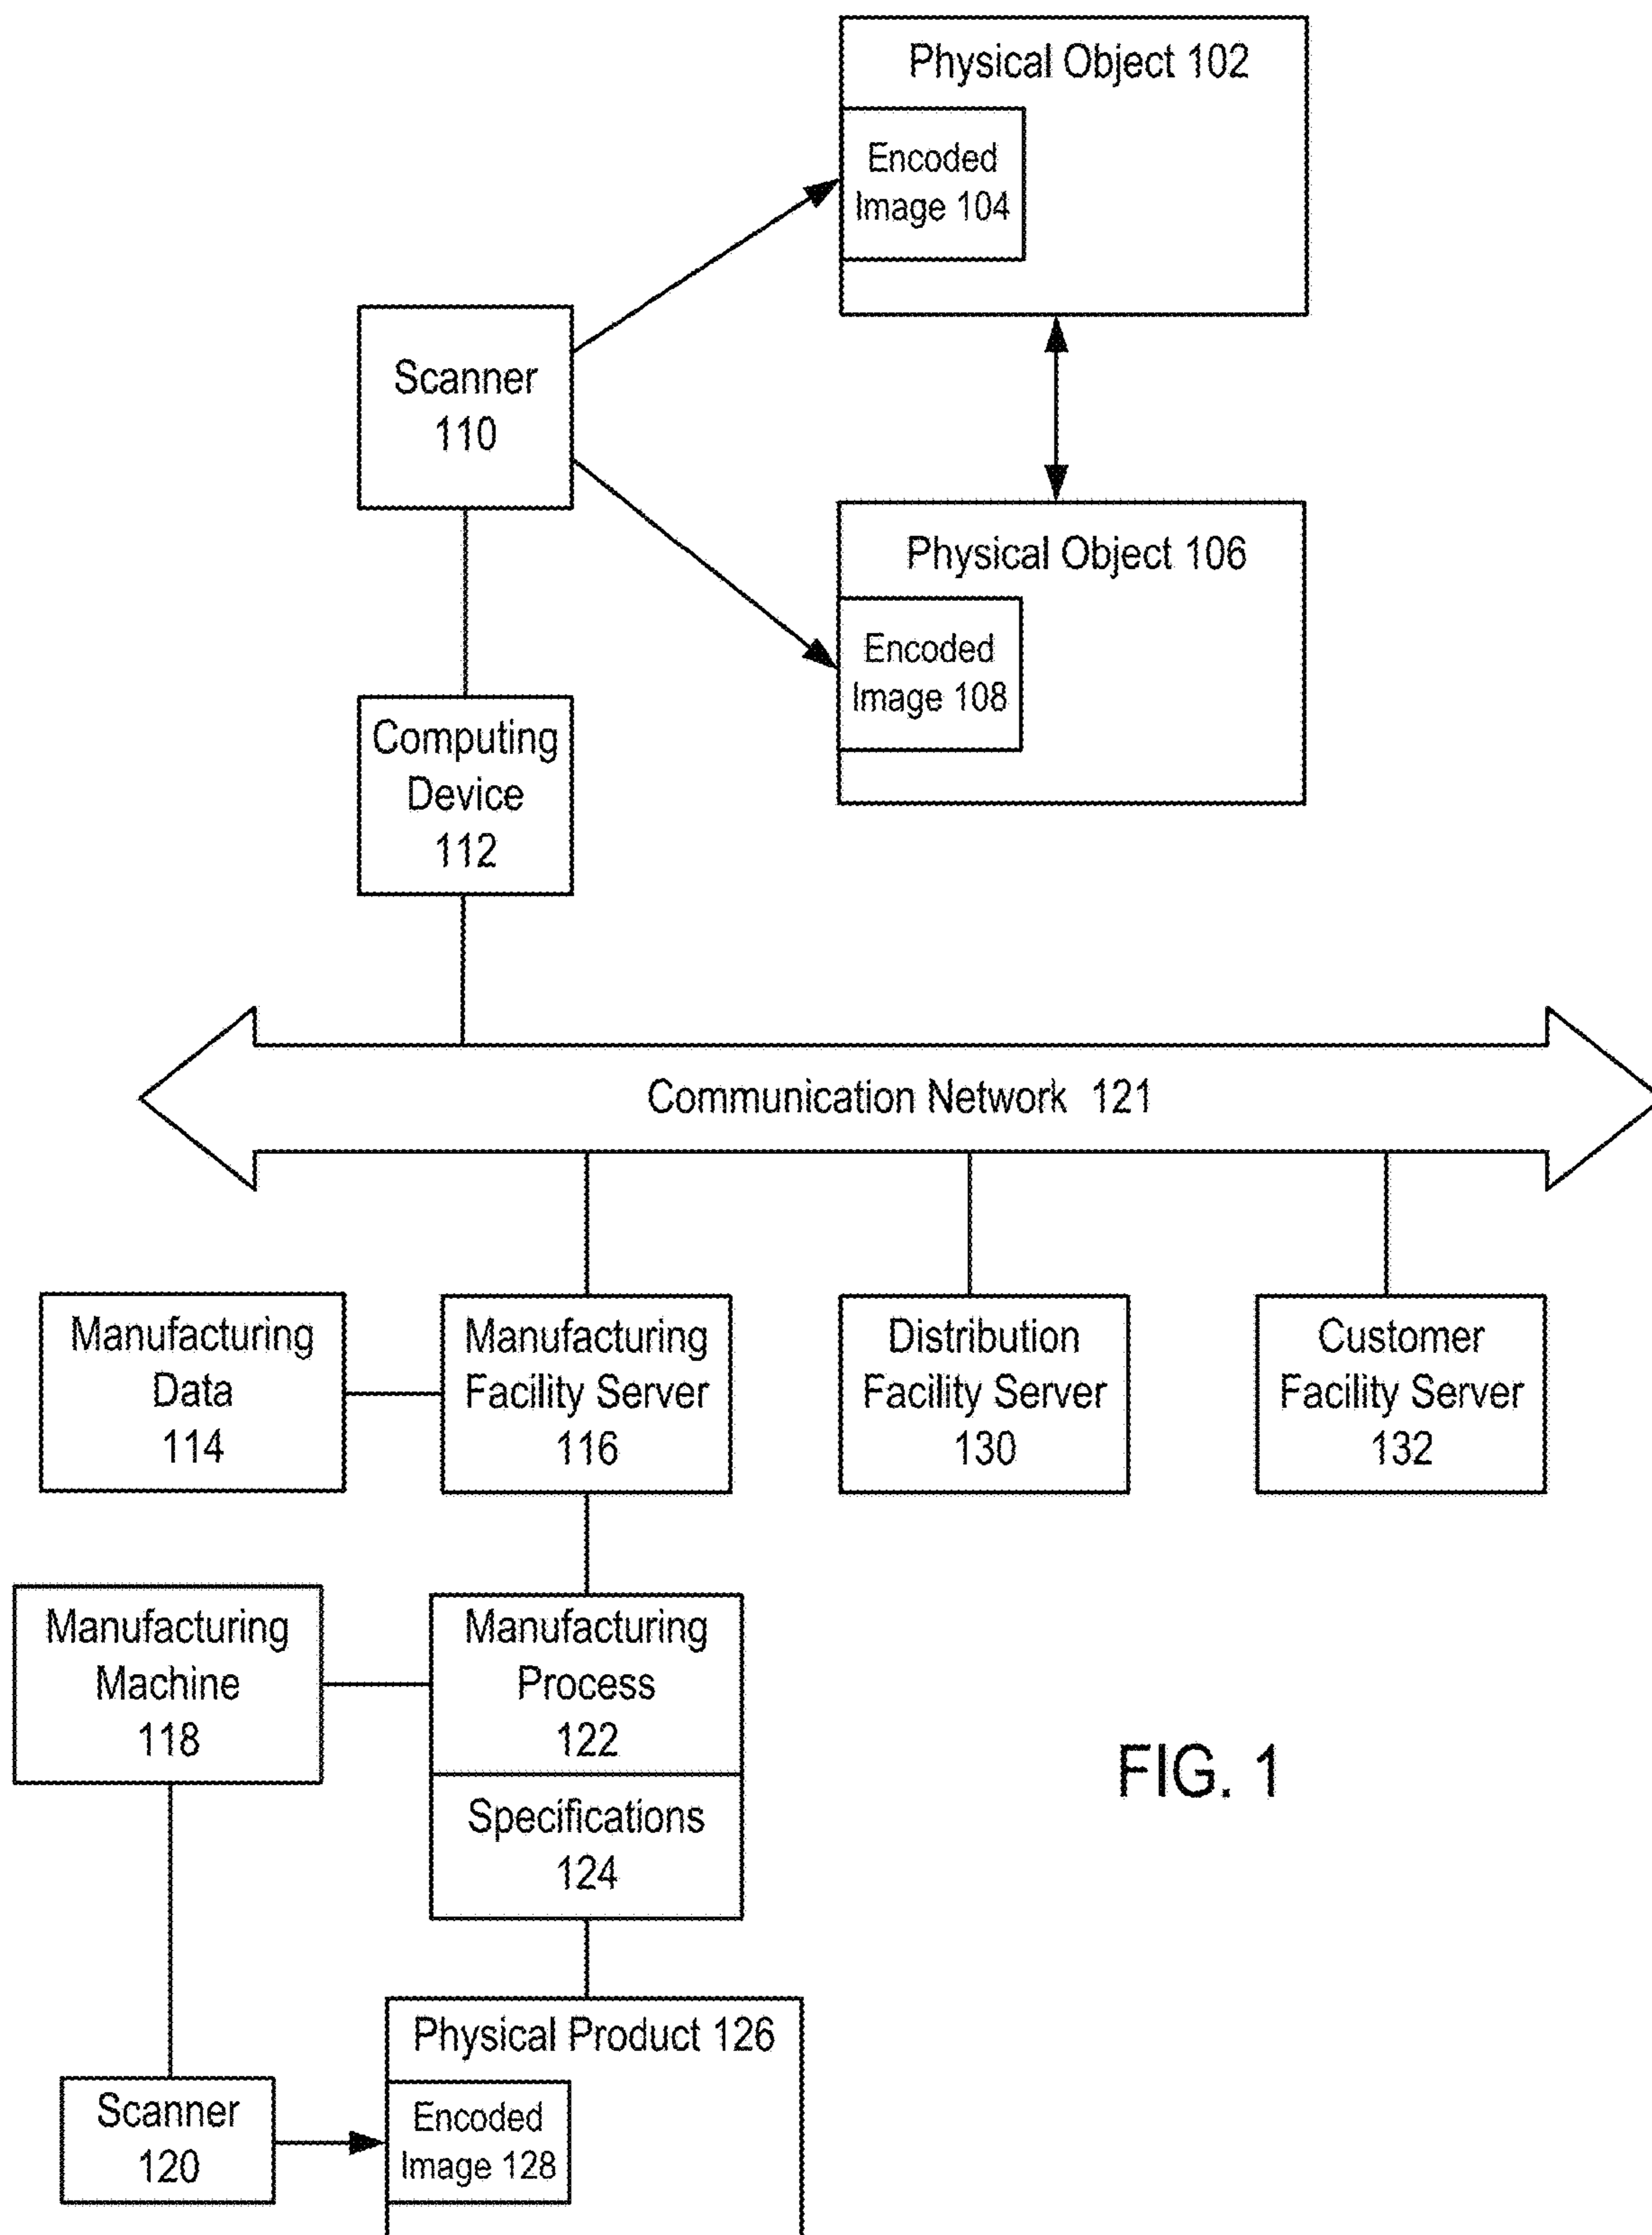 Physical Object 102
Encoded
Image 104
Scanner
110
Physical Object 106
Encoded
Image 108
Computing
Device
112
Communication Network 121
Manufacturing
Data
114
Manufacturing
Facility Server
116
Distribution
Facility Server
130
Customer
Facility Server
132
Manufacturing
Machine
118
Manufacturing
Process
122
Specifications
124
FIG. 1
Physical Product 126
Scanner
120
Encoded
Image 128